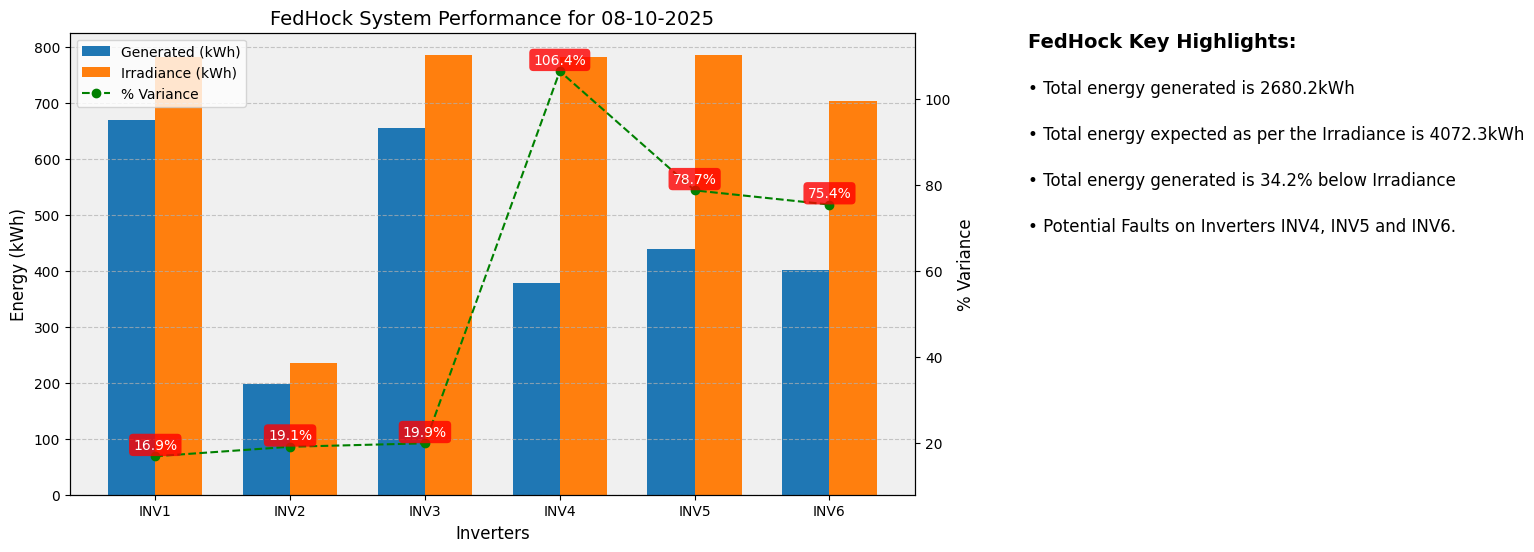 FedHock System Performance for 08-10-2025
Generated (kWh)
Irradiance (kWh)
% Variance
Energy (kWh)
800
700
600
500
400
300
200
100
0
16.9%
19.1%
19.9%
106.4%
78.7%
75.4%
100
80
60
40
20
% Variance
INV1 INV2 INV3 INV4 INV5 INV6
Inverters
FedHock Key Highlights:
• Total energy generated is 2680.2kWh
• Total energy expected as per the Irradiance is 4072.3kWh
• Total energy generated is 34.2% below Irradiance
• Potential Faults on Inverters INV4, INV5 and INV6.